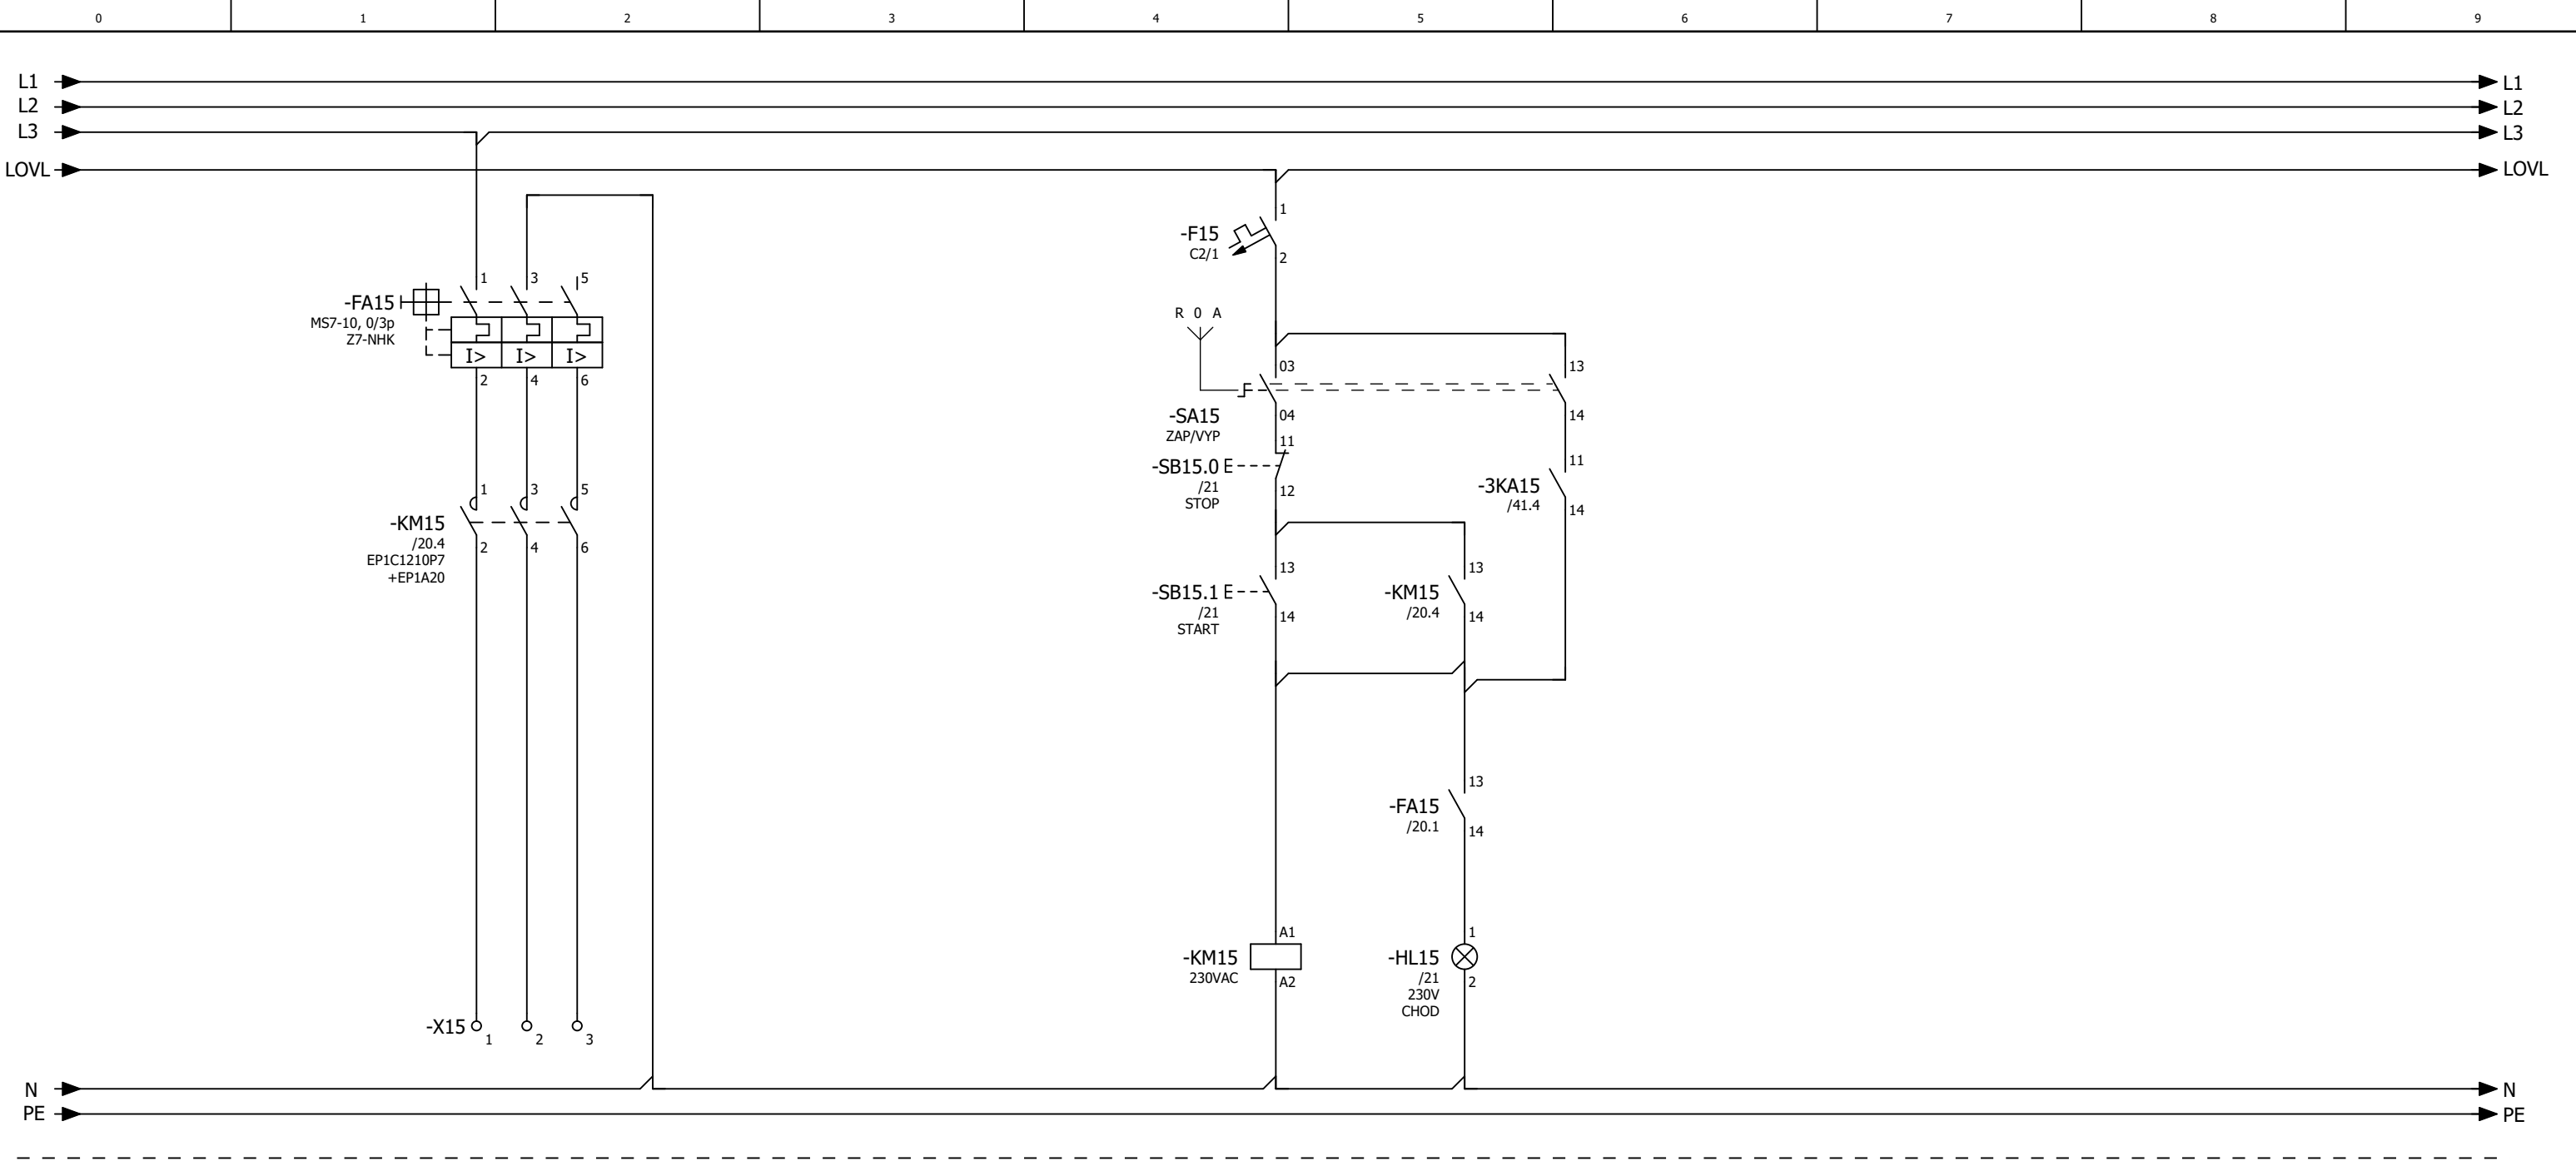 0 1 2 3 4 5 6 7 8 9
L1 L1
L2 L2
L3 L3
LOVL LOVL
1
-F15
C2/1
2
1 3 5
-FA15
MS7-10, 0/3p
Z7-NHK
I> I> I>
2 4 6
R 0 A
03 13
-SA15
ZAP/VYP
04 14
11
-SB15.0
/21
STOP
12
11
-3KA15
/41.4
14
1 3 5
-KM15
/20.4
EP1C1210P7
+EP1A20
2 4 6
13
-SB15.1
/21
START
14
13
-KM15
/20.4
14
13
-FA15
/20.1
14
A1
-KM15
230VAC
A2
1
-HL15
/21
230V
CHOD
2
-X15
1 2 3
N N
PE PE